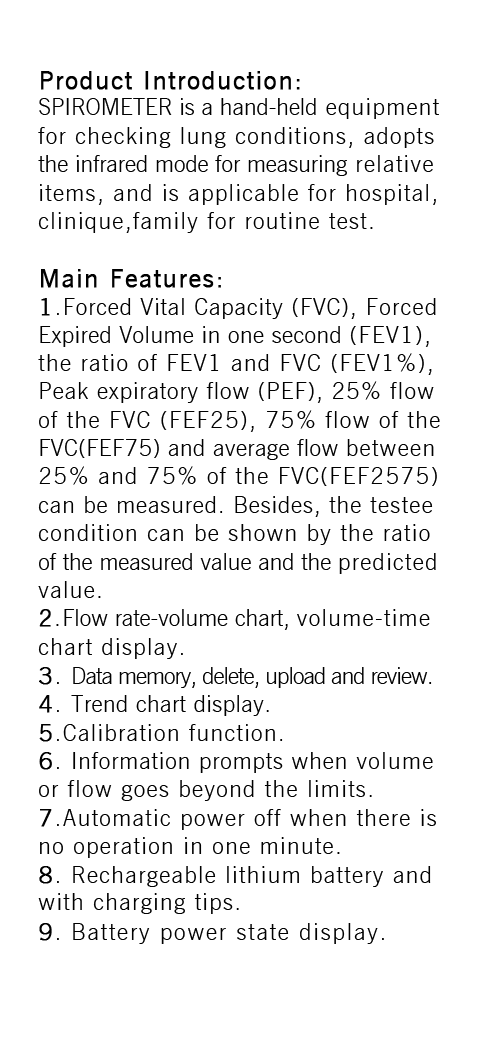 Product Introduction:
SPIROMETER is a hand-held equipment
for checking lung conditions, adopts
the infrared mode for measuring relative
items, and is applicable for hospital,
clinique,family for routine test.
Main Features:
1.Forced Vital Capacity (FVC), Forced
Expired Volume in one second (FEV1),
the ratio of FEV1 and FVC (FEV1%),
Peak expiratory flow (PEF), 25% flow
of the FVC (FEF25), 75% flow of the
FVC(FEF75) and average flow between
25% and 75% of the FVC(FEF2575)
can be measured. Besides, the testee
condition can be shown by the ratio
of the measured value and the predicted
value.
2.Flow rate-volume chart, volume-time
chart display.
3. Data memory, delete, upload and review.
4. Trend chart display.
5.Calibration function.
6. Information prompts when volume
or flow goes beyond the limits.
7.Automatic power off when there is
no operation in one minute.
8. Rechargeable lithium battery and
with charging tips.
9. Battery power state display.